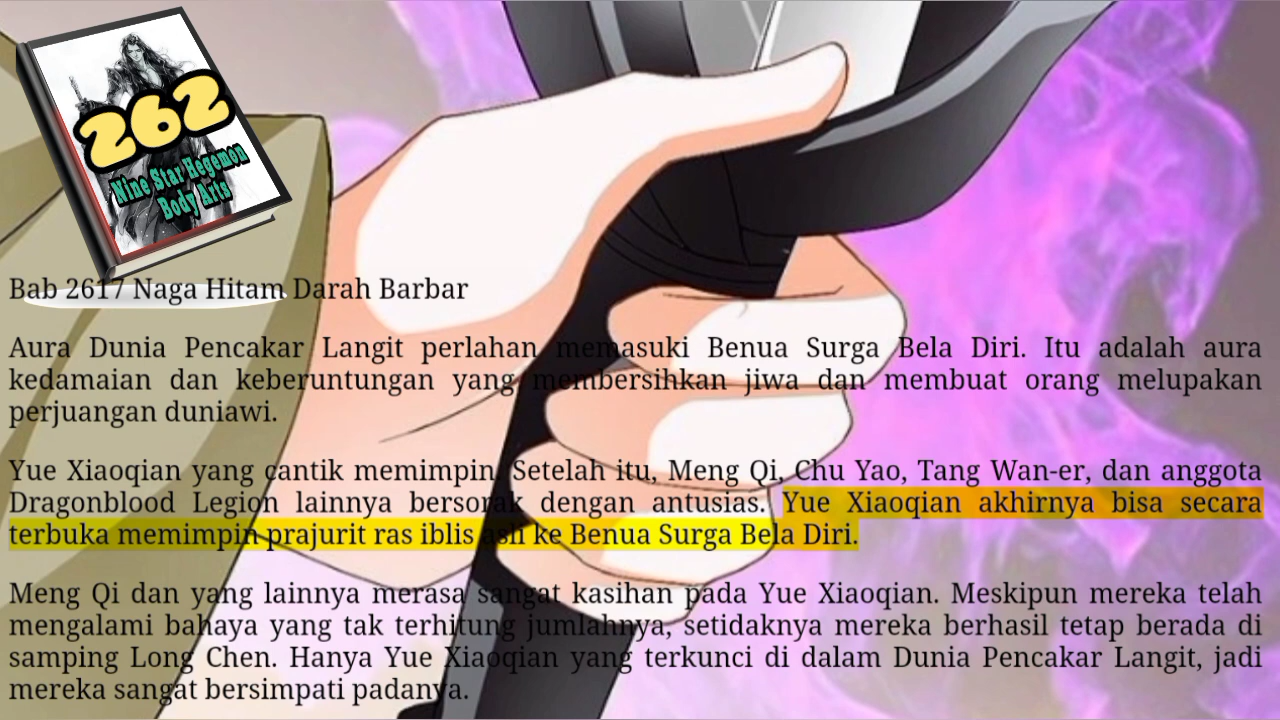 262
Nine Star Hegemon
Body Arts
Bab 2617 Naga Hitam Darah Barbar
Aura Dunia Pencakar Langit perlahan memasuki Benua Surga Bela Diri. Itu adalah aura
kedamaian dan keberuntungan yang membersihkan jiwa dan membuat orang melupakan
perjuangan duniawi.
Yue Xiaoqian yang cantik memimpin. Setelah itu, Meng Qi, Chu Yao, Tang Wan-er, dan anggota
Dragonblood Legion lainnya bersorak dengan antusias. Yue Xiaoqian akhirnya bisa secara
terbuka memimpin prajurit ras iblis asli ke Benua Surga Bela Diri.
Meng Qi dan yang lainnya merasa sangat kasihan pada Yue Xiaoqian. Meskipun mereka telah
mengalami bahaya yang tak terhitung jumlahnya, setidaknya mereka berhasil tetap berada di
samping Long Chen. Hanya Yue Xiaoqian yang terkunci di dalam Dunia Pencakar Langit, jadi
mereka sangat bersimpati padanya.